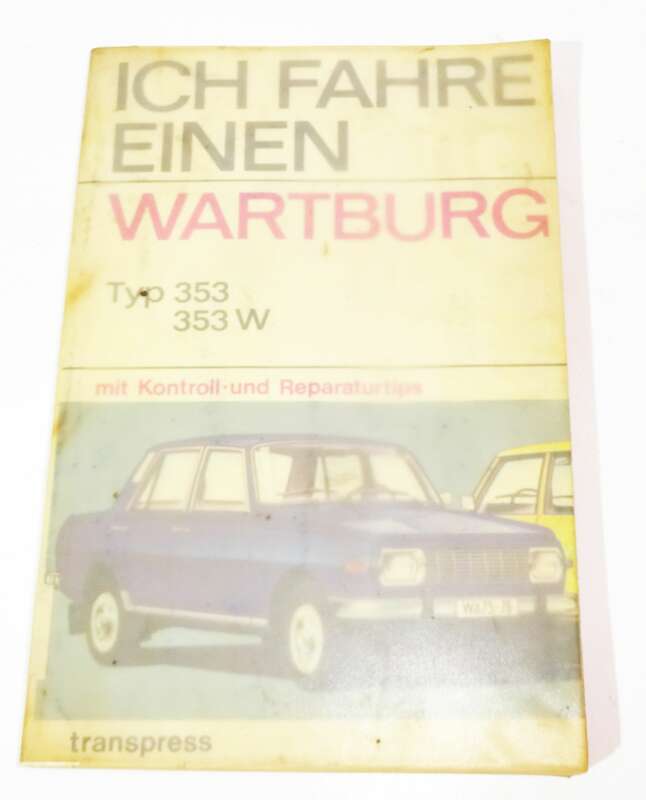 ICH FAHRE
EINEN
WARTBURG
Typ 353
353 W
mit Kontroll-und Reparaturtips
transpress